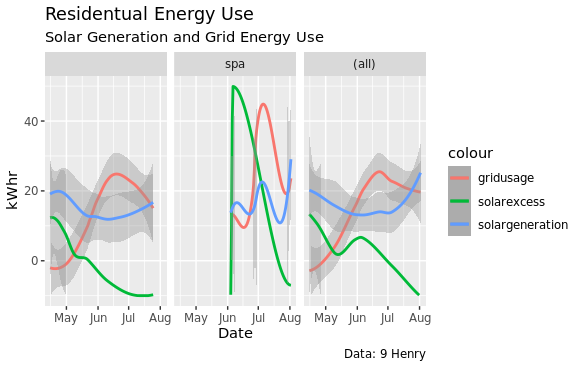 Residentual Energy Use
Solar Generation and Grid Energy Use
spa
(all)
kWhr
40
20
0
May Jun Jul Aug
May Jun Jul Aug
May Jun Jul Aug
Date
colour
gridusage
solarexcess
solargeneration
Data: 9 Henry